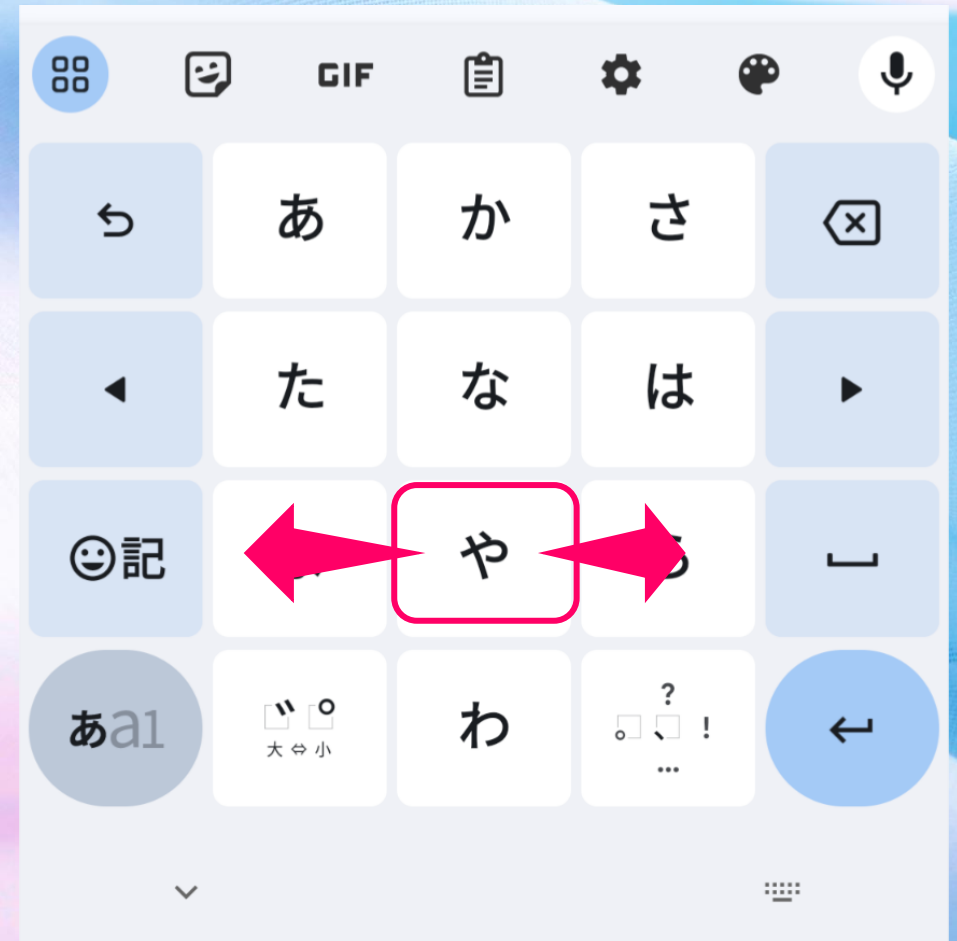 GIF
あ か さ
た な は
記 や
あa1 大⇔小 わ 。、?!…